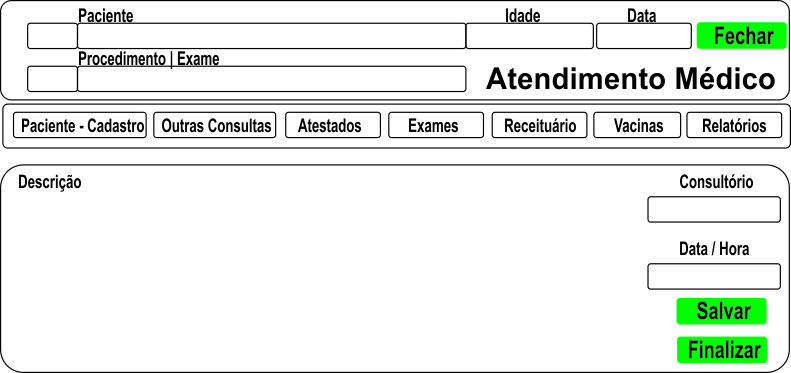 Paciente Idade Data
Fechar
Procedimento | Exame
Atendimento Médico
Paciente - Cadastro Outras Consultas Atestados Exames Receituário Vacinas Relatórios
Descrição Consultório
Data / Hora
Salvar
Finalizar